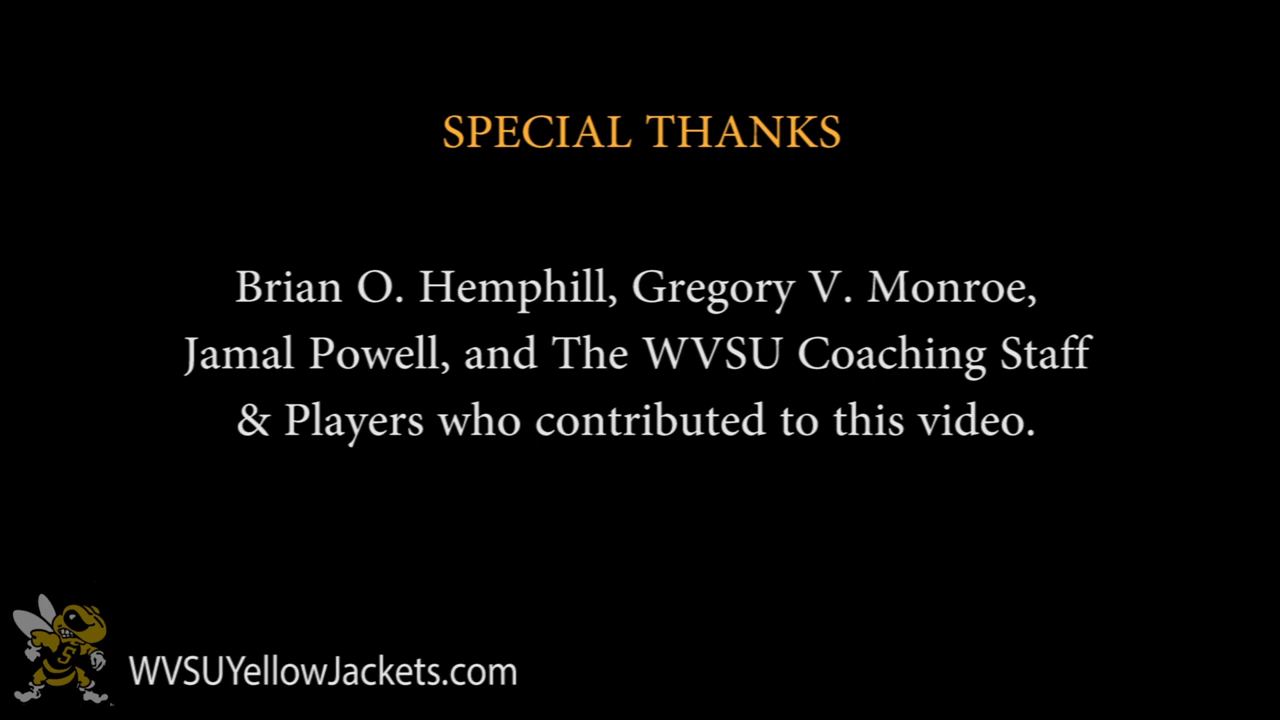 SPECIAL THANKS
Brian O. Hemphill, Gregory V. Monroe,
Jamal Powell, and The WVSU Coaching Staff
& Players who contributed to this video.
S
WVSUYellowJackets.com